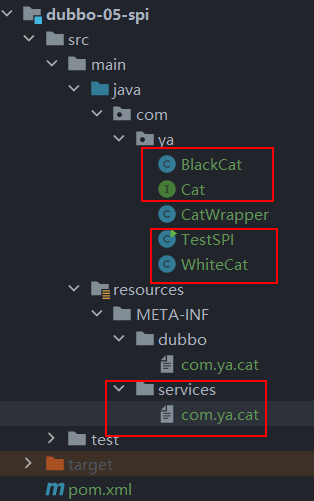 dubbo-05-spi
src
main
java
com
ya
BlackCat
Cat
CatWrapper
TestSPI
WhiteCat
resources
META-INF
dubbo
com.ya.cat
services
com.ya.cat
test
target
pom.xml